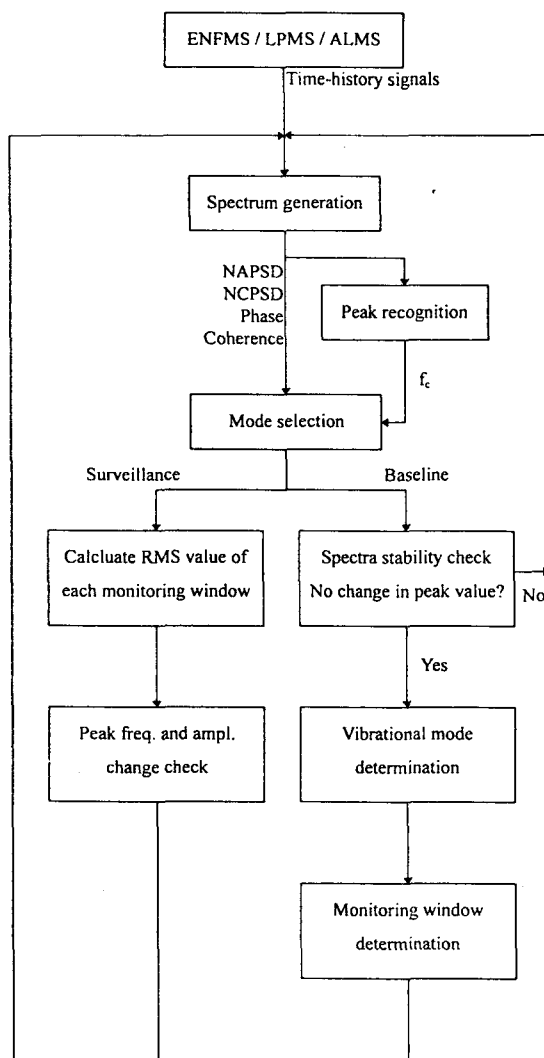 ENFMS / LPMS / ALMS
Time-history signals
Spectrum generation
NAPSD
NCPSD
Phase
Coherence
Peak recognition
fc
Mode selection
Surveillance
Baseline
Calcluate RMS value of
each monitoring window
Spectra stability check
No change in peak value?
No
Yes
Peak freq. and ampl.
change check
Vibrational mode
determination
Monitoring window
determination